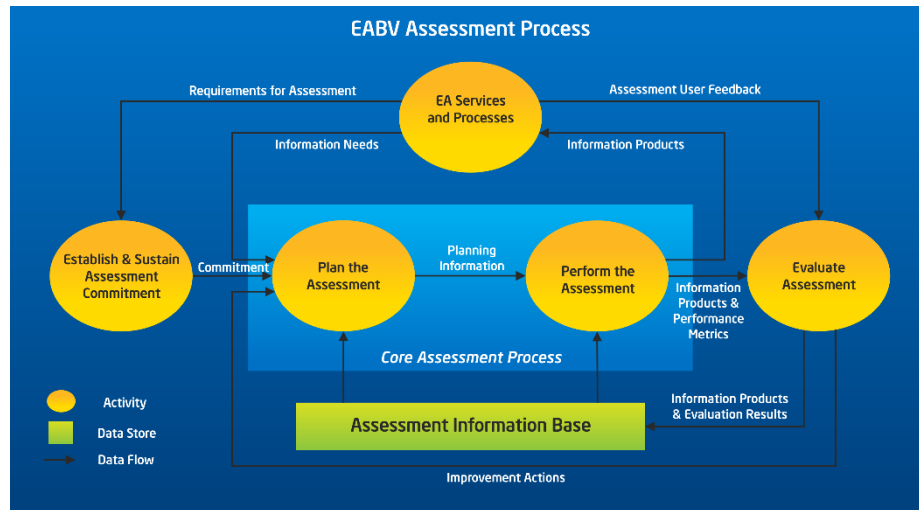 EABV Assessment Process
Requirements for Assessment
EA Services
and Processes
Assessment User Feedback
Information Needs
Information Products
Establish & Sustain
Assessment
Commitment
Commitment
Plan the
Assessment
Planning
Information
Perform the
Assessment
Information
Products &
Performance
Metrics
Evaluate
Assessment
Core Assessment Process
Activity
Data Store
Data Flow
Assessment Information Base
Information Products
& Evaluation Results
Improvement Actions